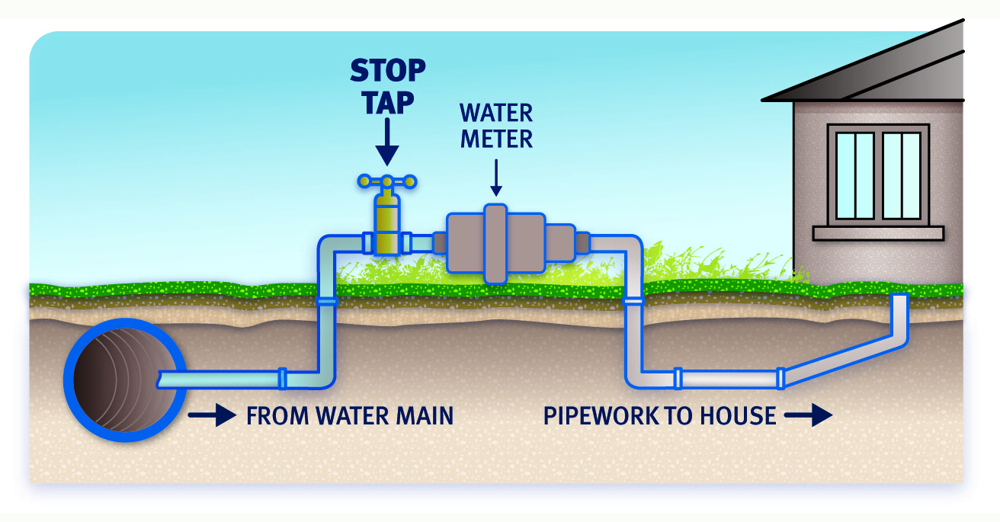 STOP
TAP
WATER
METER
FROM WATER MAIN
PIPEWORK TO HOUSE